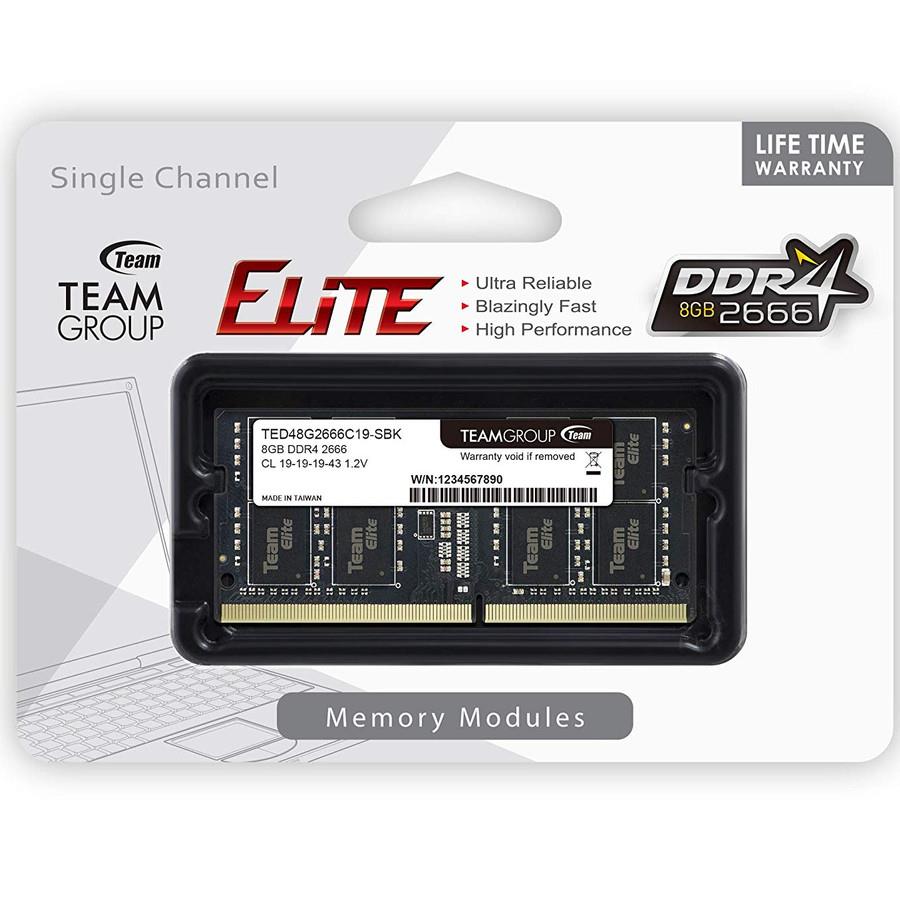 LIFE TIME
WARRANTY
Single Channel
Team
TEAM
GROUP
ELiTE
Ultra Reliable
Blazingly Fast
High Performance
DDR4
8GB 2666
TED48G2666C19-SBK
8GB DDR4 2666
CL 19-19-19-43 1.2V
TEAMGROUP Team
Warranty void if removed
W/N:1234567890
MADE IN TAIWAN
Team Elite
Team Elite
Team Elite
Team Elite
Team Elite
Memory Modules